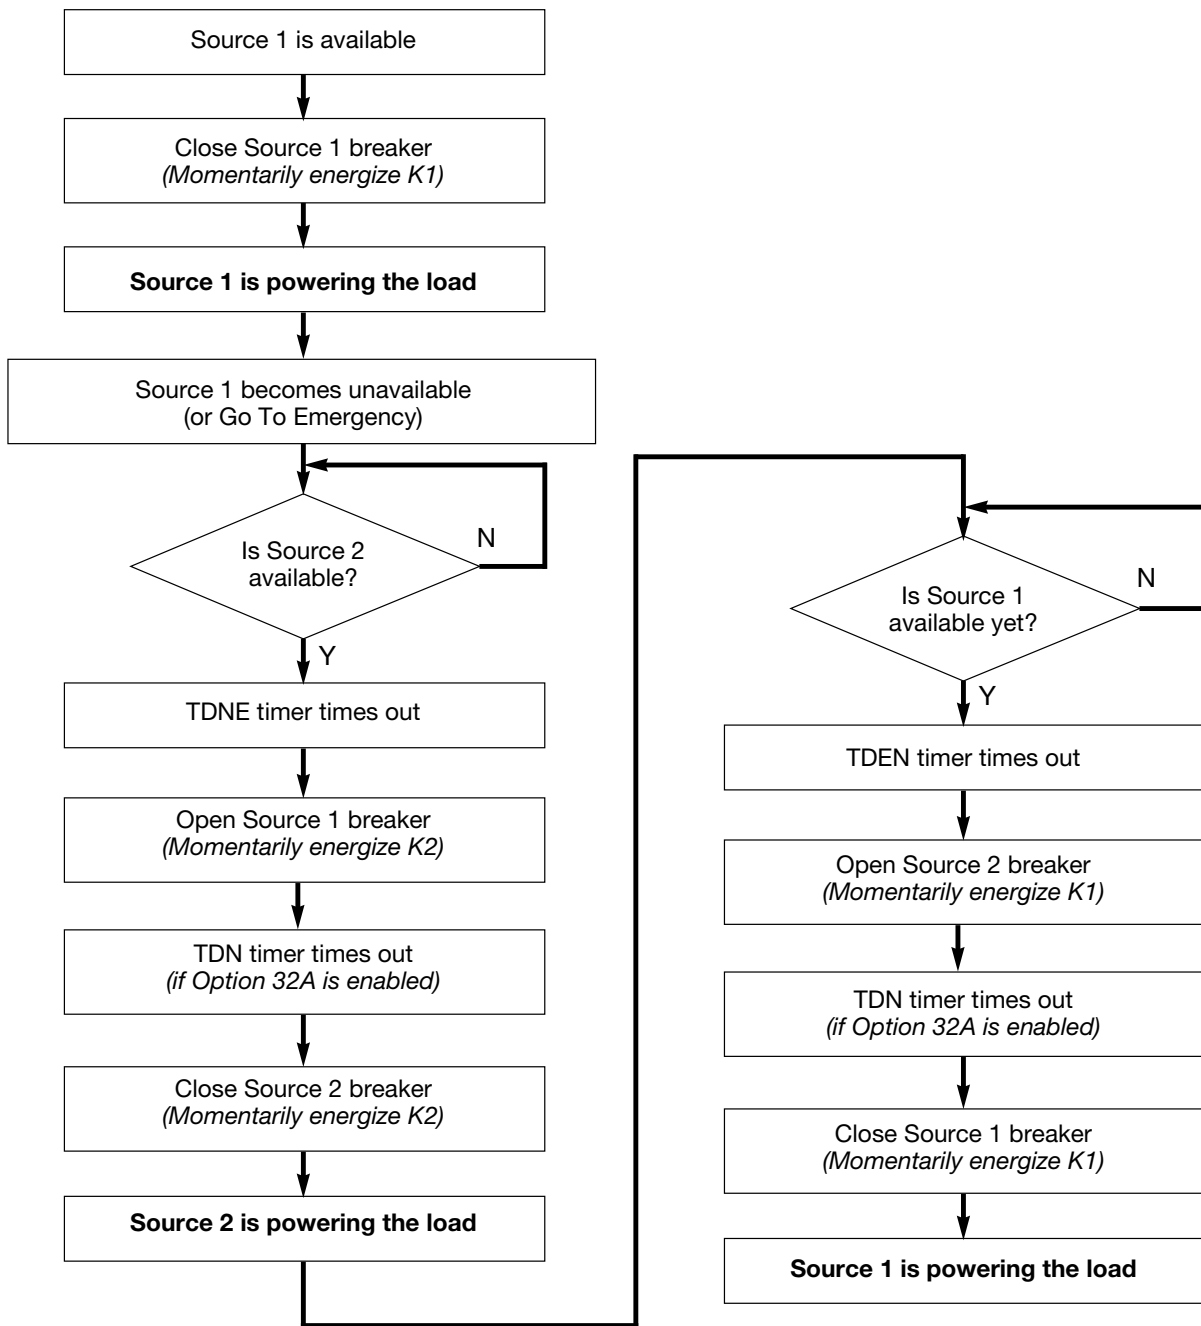 Source 1 is available
Close Source 1 breaker
(Momentarily energize K1)
Source 1 is powering the load
Source 1 becomes unavailable
(or Go To Emergency)
Is Source 2
available?
N
Y
TDNE timer times out
Open Source 1 breaker
(Momentarily energize K2)
TDN timer times out
(if Option 32A is enabled)
Close Source 2 breaker
(Momentarily energize K2)
Source 2 is powering the load
Is Source 1
available yet?
N
Y
TDEN timer times out
Open Source 2 breaker
(Momentarily energize K1)
TDN timer times out
(if Option 32A is enabled)
Close Source 1 breaker
(Momentarily energize K1)
Source 1 is powering the load